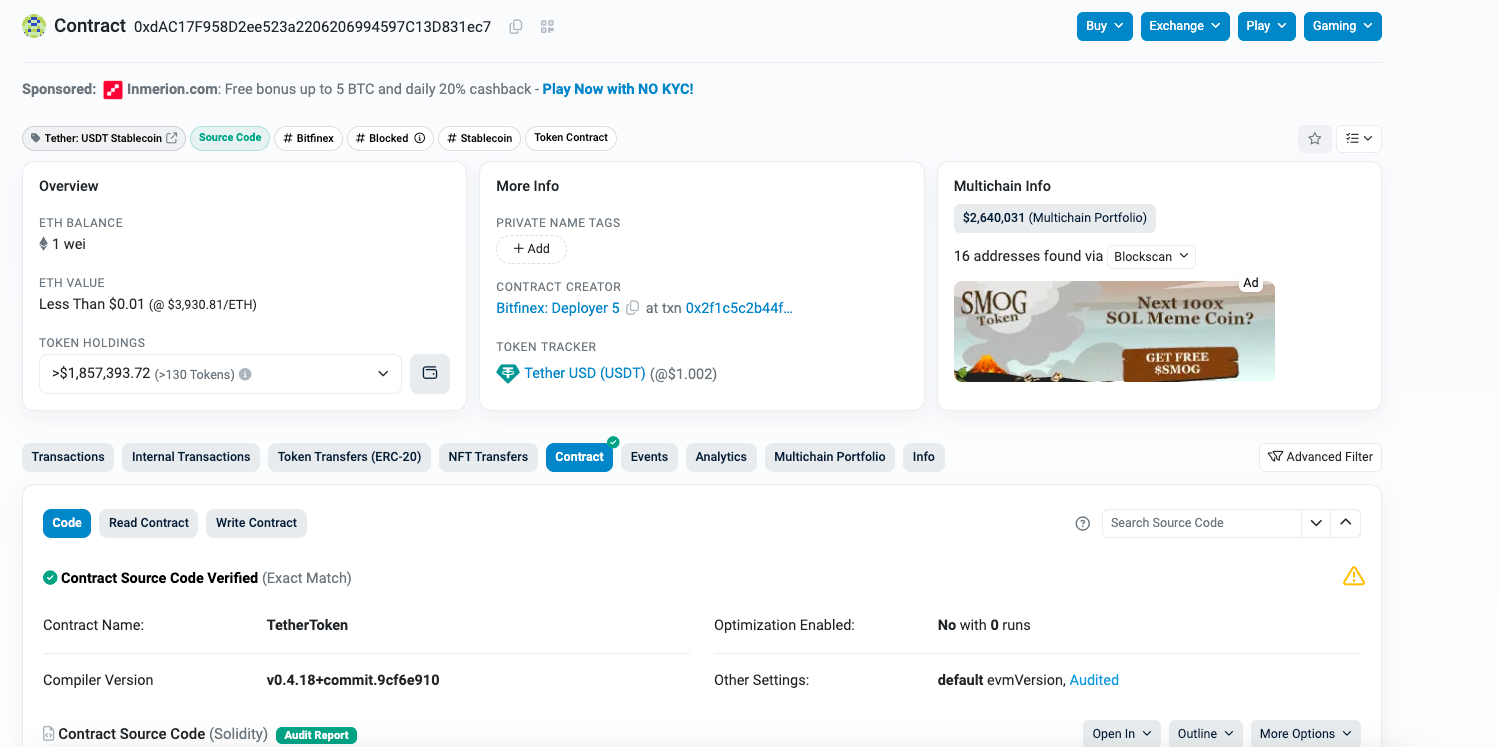 Contract 0xdAC17F958D2ee523a2206206994597C13D831ec7
Buy
Exchange
Play
Gaming
Sponsored: Inmerion.com: Free bonus up to 5 BTC and daily 20% cashback - Play Now with NO KYC!
Tether: USDT Stablecoin
Source Code
# Bitfinex
# Blocked
# Stablecoin
Token Contract
Overview
ETH BALANCE
1 wei
ETH VALUE
Less Than $0.01 (@ $3,930.81/ETH)
TOKEN HOLDINGS
>$1,857,393.72 (>130 Tokens)
More Info
PRIVATE NAME TAGS
+ Add
CONTRACT CREATOR
Bitfinex: Deployer 5 at txn 0x2f1c5c2b44f...
TOKEN TRACKER
Tether USD (USDT) (@$1.002)
Multichain Info
$2,640,031 (Multichain Portfolio)
16 addresses found via Blockscan
Ad
SMOG
Token
Next 100x
SOL Meme Coin?
GET FREE
$SMOG
Transactions
Internal Transactions
Token Transfers (ERC-20)
NFT Transfers
Contract
Events
Analytics
Multichain Portfolio
Info
Advanced Filter
Code
Read Contract
Write Contract
Search Source Code
Contract Source Code Verified (Exact Match)
Contract Name: TetherToken
Optimization Enabled: No with 0 runs
Compiler Version v0.4.18+commit.9cf6e910
Other Settings: default evmVersion, Audited
Contract Source Code (Solidity) Audit Report
Open In
Outline
More Options